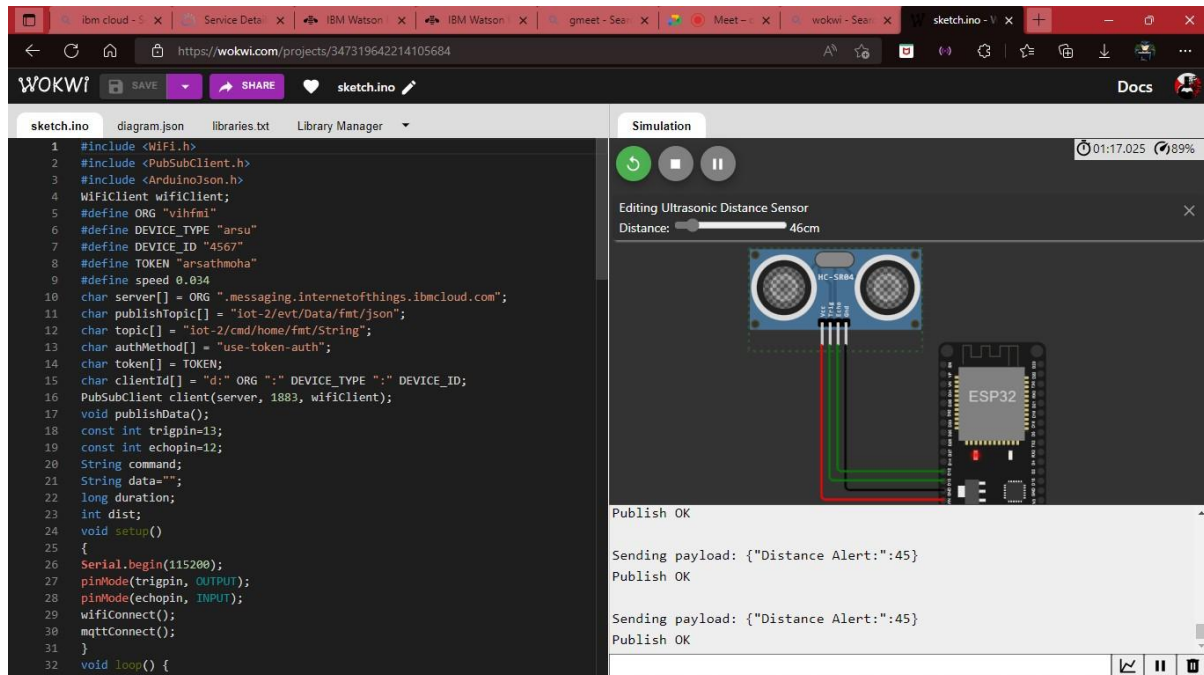 ibm cloud - S
Service Detail
IBM Watson
IBM Watson
gmeet - Sear
Meet –
wokwi - Sear
sketch.ino - W
https://wokwi.com/projects/347319642214105684
WOKWi
SAVE
SHARE
sketch.ino
Docs
sketch.ino
diagram.json
libraries.txt
Library Manager
1 #include <WiFi.h>
2 #include <PubSubClient.h>
3 #include <ArduinoJson.h>
4 WiFiClient wifiClient;
5 #define ORG "vihfmi"
6 #define DEVICE_TYPE "arsu"
7 #define DEVICE_ID "4567"
8 #define TOKEN "arsathmoha"
9 #define speed 0.034
10 char server[] = ORG ".messaging.internetofthings.ibmcloud.com";
11 char publishTopic[] = "iot-2/evt/Data/fmt/json";
12 char topic[] = "iot-2/cmd/home/fmt/String";
13 char authMethod[] = "use-token-auth";
14 char token[] = TOKEN;
15 char clientId[] = "d:" ORG ":" DEVICE_TYPE ":" DEVICE_ID;
16 PubSubClient client(server, 1883, wifiClient);
17 void publishData();
18 const int trigpin=13;
19 const int echopin=12;
20 String command;
21 String data="";
22 long duration;
23 int dist;
24 void setup()
25 {
26 Serial.begin(115200);
27 pinMode(trigpin, OUTPUT);
28 pinMode(echopin, INPUT);
29 wifiConnect();
30 mqttConnect();
31 }
32 void loop() {
Simulation
01:17.025 89%
Editing Ultrasonic Distance Sensor
Distance: 46cm
HC-SR04
Vcc
Trig
Echo
Gnd
ESP32
Publish OK
Sending payload: {"Distance Alert:":45}
Publish OK
Sending payload: {"Distance Alert:":45}
Publish OK